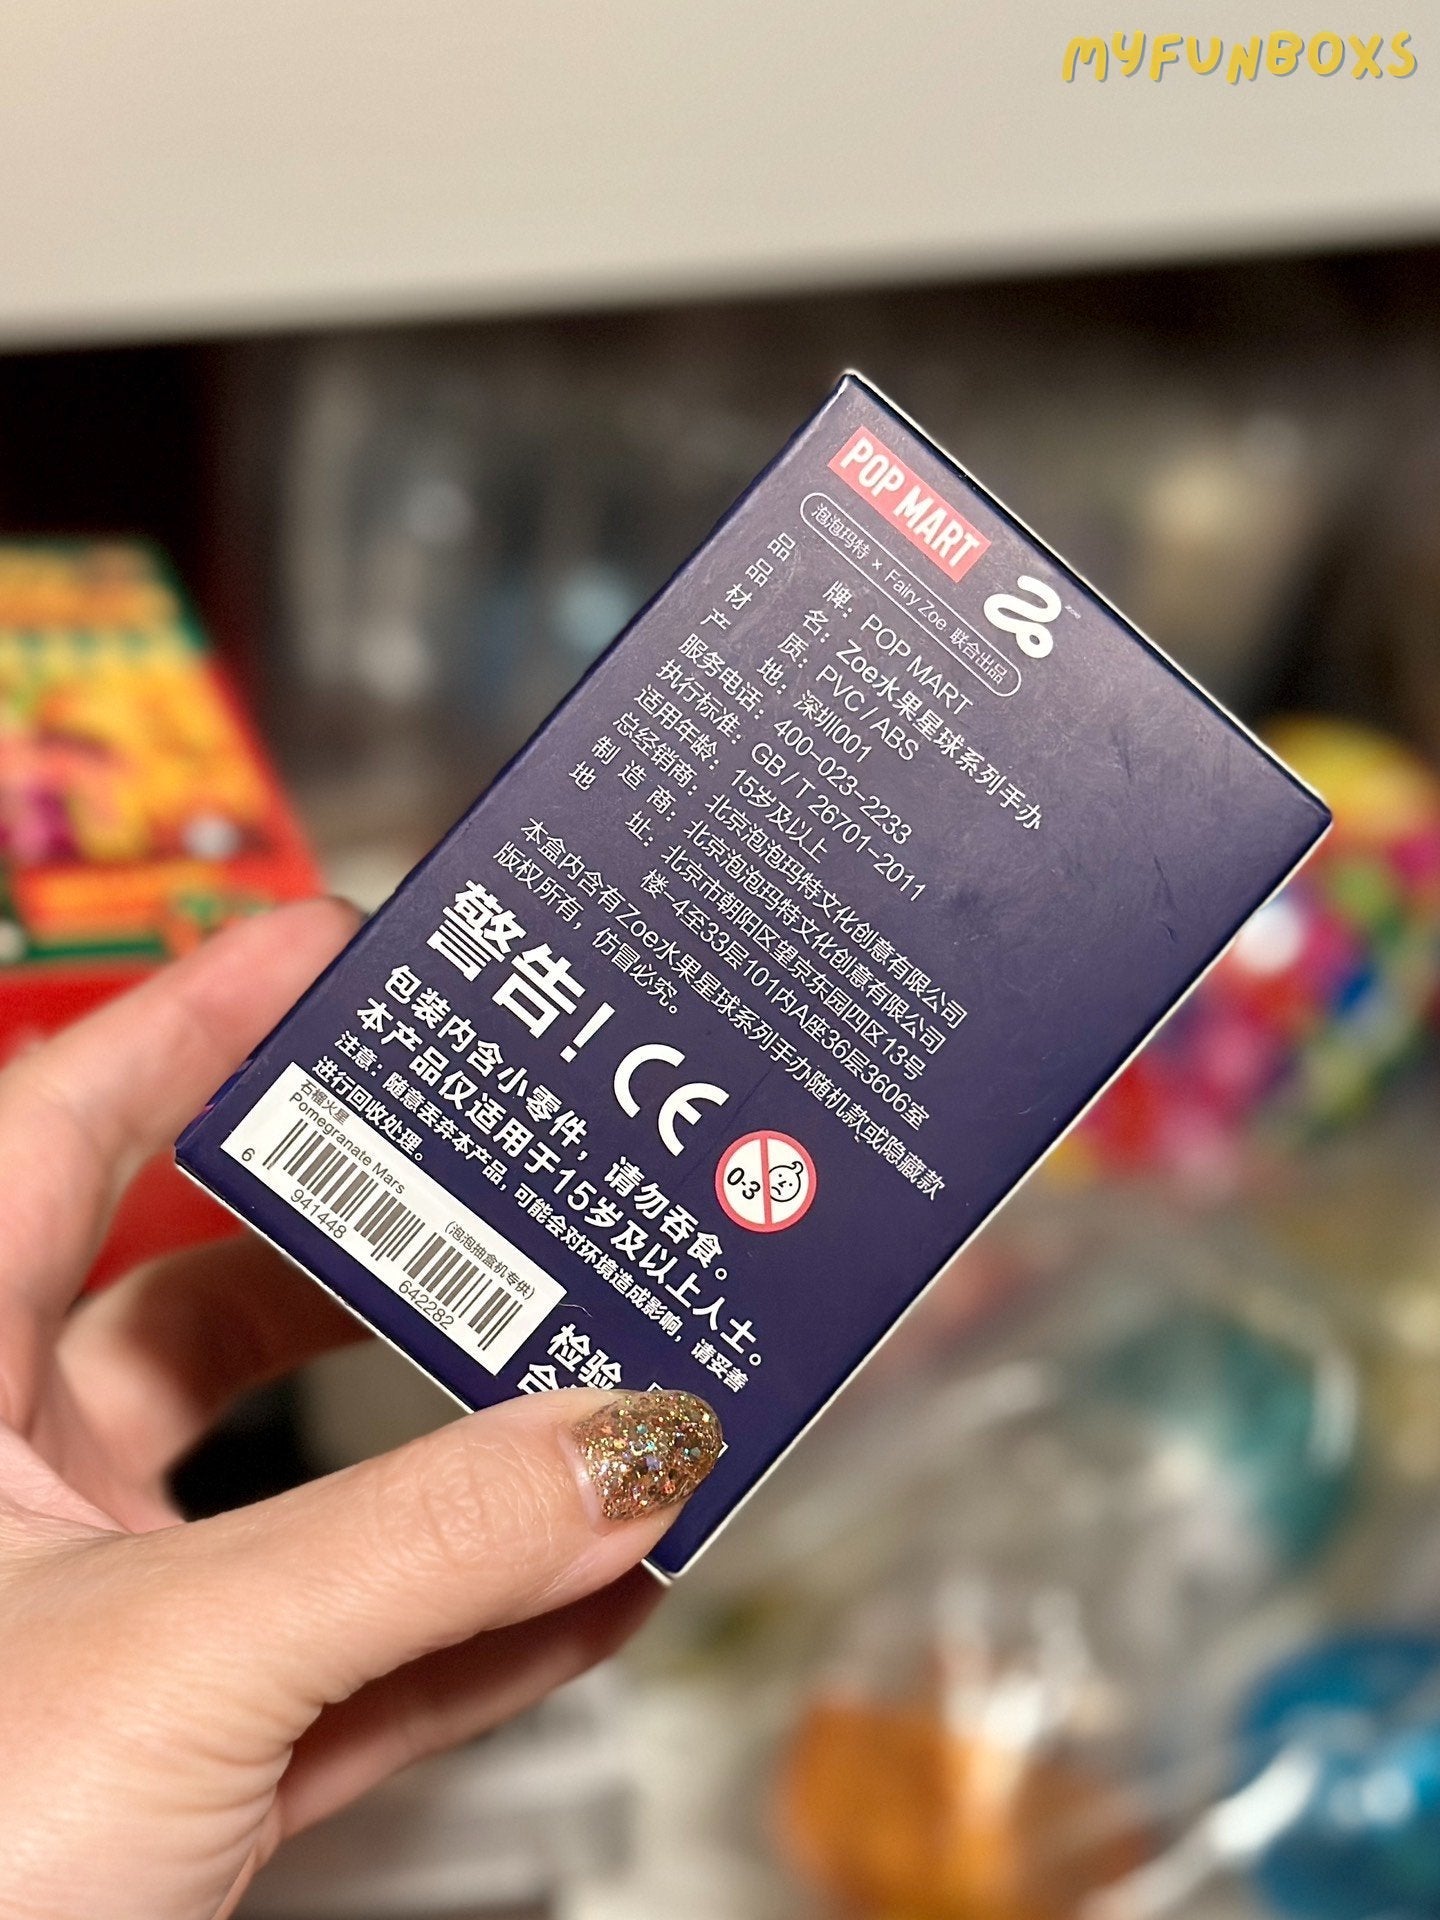 MYFUNBOXS
POP MART
泡泡玛特 × Fairy Zoe 联合出品
Zoe
品牌：POP MART
品名：Zoe水果星球系列手办
材质：PVC / ABS
产地：深圳001
服务电话：400-023-2233
执行标准：GB / T 26701-2011
适用年龄：15岁及以上
总经销商：北京泡泡玛特文化创意有限公司
制造商：北京泡泡玛特文化创意有限公司
地址：北京市朝阳区望京东园四区13号
楼-4至33层101内A座36层3606室
本盒内含有Zoe水果星球系列手办随机款或隐藏款
版权所有，仿冒必究。
警告！CE
0-3
包装内含小零件，请勿吞食。
本产品仅适用于15岁及以上人士。
注意：随意丢弃本产品，可能会对环境造成影响，请妥善
进行回收处理。
石榴火星
Pomegranate Mars
(泡泡抽盒机专供)
6 941448 642282
检验